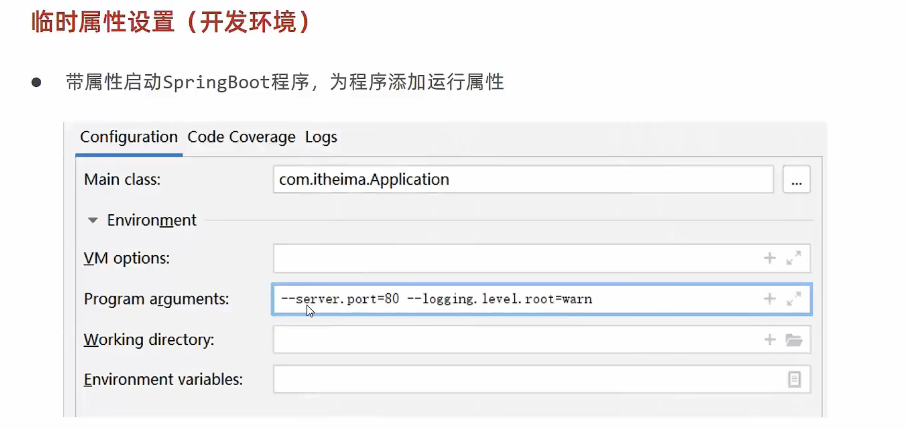 临时属性设置（开发环境）
● 带属性启动SpringBoot程序，为程序添加运行属性
Configuration Code Coverage Logs
Main class: com.itheima.Application ...
Environment
VM options:
Program arguments: --server.port=80 --logging.level.root=warn
Working directory:
Environment variables: